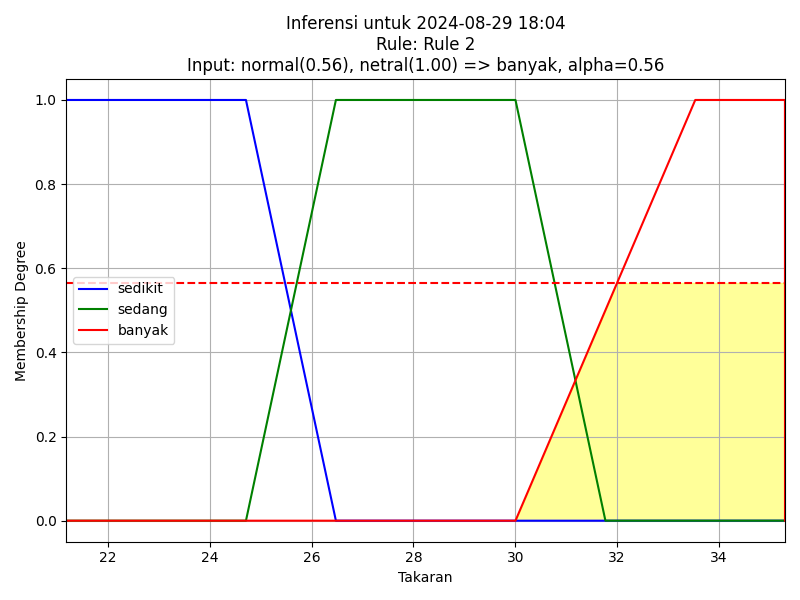 Inferensi untuk 2024-08-29 18:04
Rule: Rule 2
Input: normal(0.56), netral(1.00) => banyak, alpha=0.56
1.0
0.8
0.6
0.4
0.2
0.0
Membership Degree
sedikit
sedang
banyak
22 24 26 28 30 32 34
Takaran